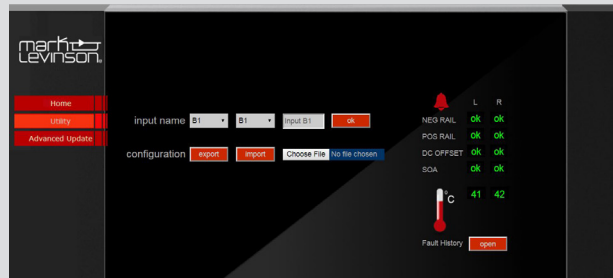 mark
Levinson®
Home
Utility
Advanced Update
input name B1 B1 Input B1 ok
configuration export import Choose File No file chosen
L R
NEG RAIL ok ok
POS RAIL ok ok
DC OFFSET ok ok
SOA ok ok
°C 41 42
Fault History open